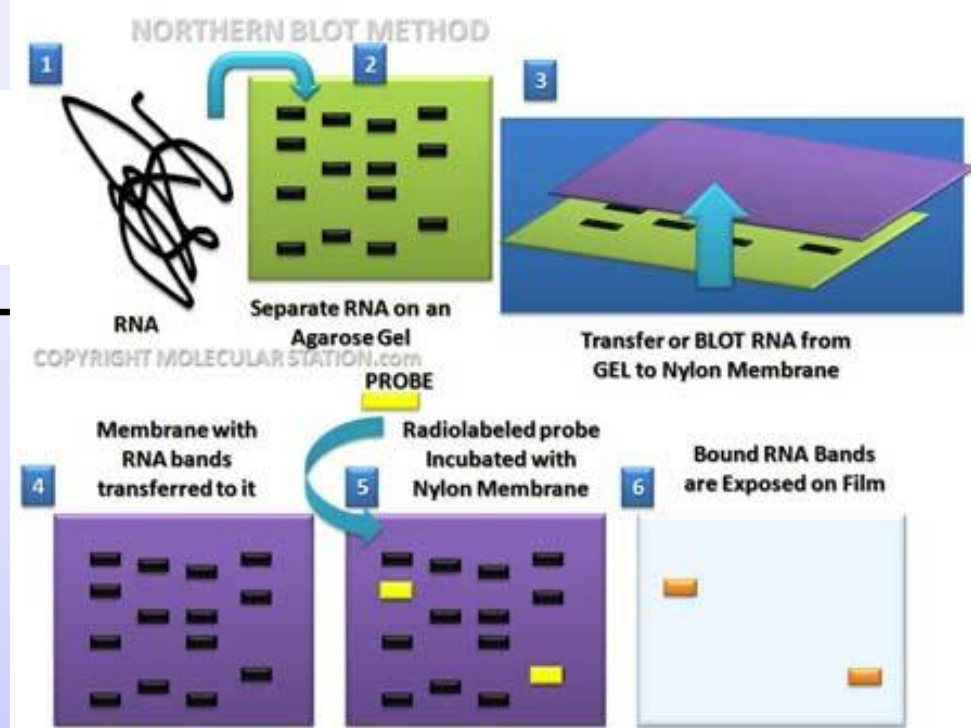 NORTHERN BLOT METHOD
1
2
3
RNA
Separate RNA on an
Agarose Gel
Transfer or BLOT RNA from
GEL to Nylon Membrane
COPYRIGHT MOLECULAR STATION.com
PROBE
4
Membrane with
RNA bands
transferred to it
5
Radiolabeled probe
Incubated with
Nylon Membrane
6
Bound RNA Bands
are Exposed on Film